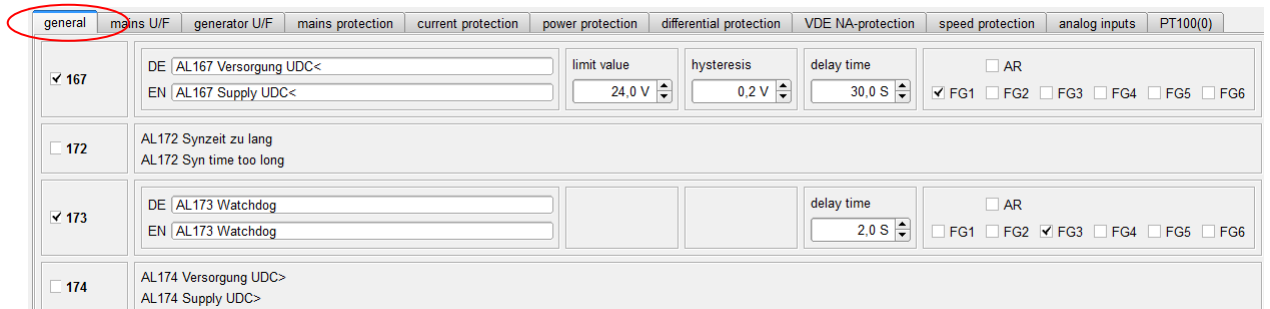 general mains U/F generator U/F mains protection current protection power protection differential protection VDE NA-protection speed protection analog inputs PT100(0)
167
DE AL167 Versorgung UDC<
EN AL167 Supply UDC<
limit value
24,0 V
hysteresis
0,2 V
delay time
30,0 S
AR
FG1 FG2 FG3 FG4 FG5 FG6
172
AL172 Synzeit zu lang
AL172 Syn time too long
173
DE AL173 Watchdog
EN AL173 Watchdog
delay time
2,0 S
AR
FG1 FG2 FG3 FG4 FG5 FG6
174
AL174 Versorgung UDC>
AL174 Supply UDC>